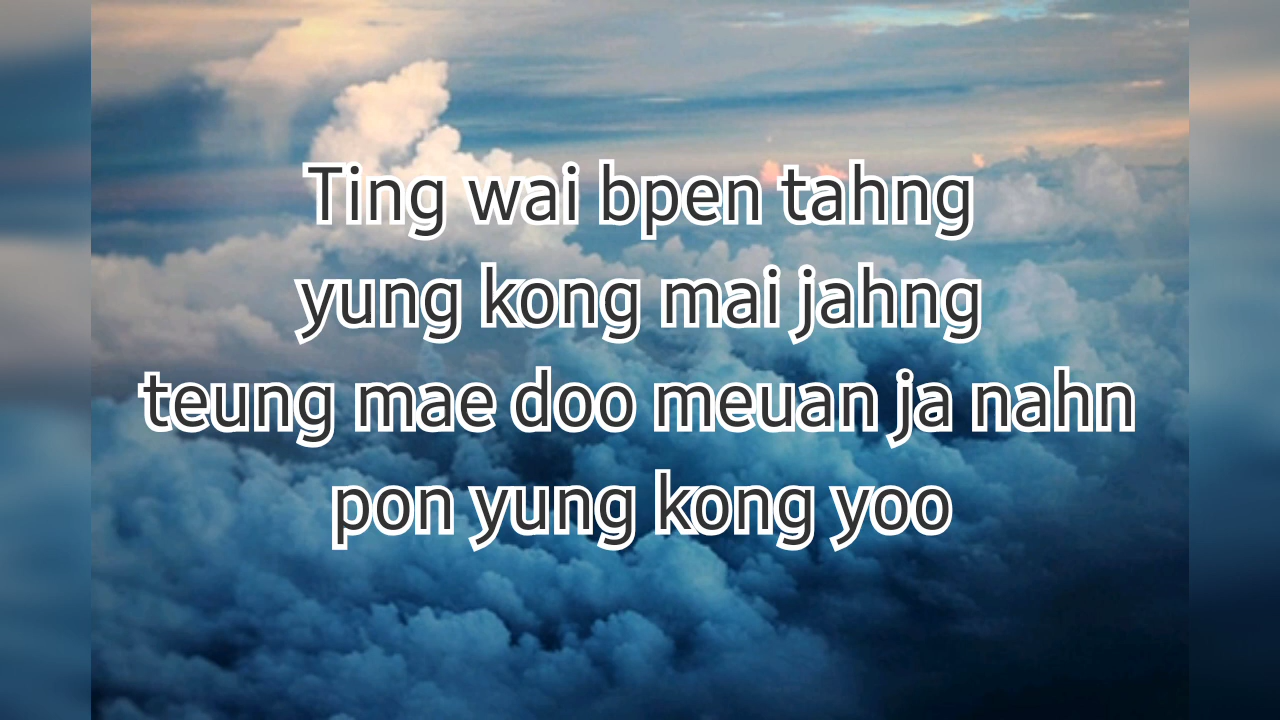 Ting wai bpen tahng
yung kong mai jahng
teung mae doo meuan ja nahn
pon yung kong yoo